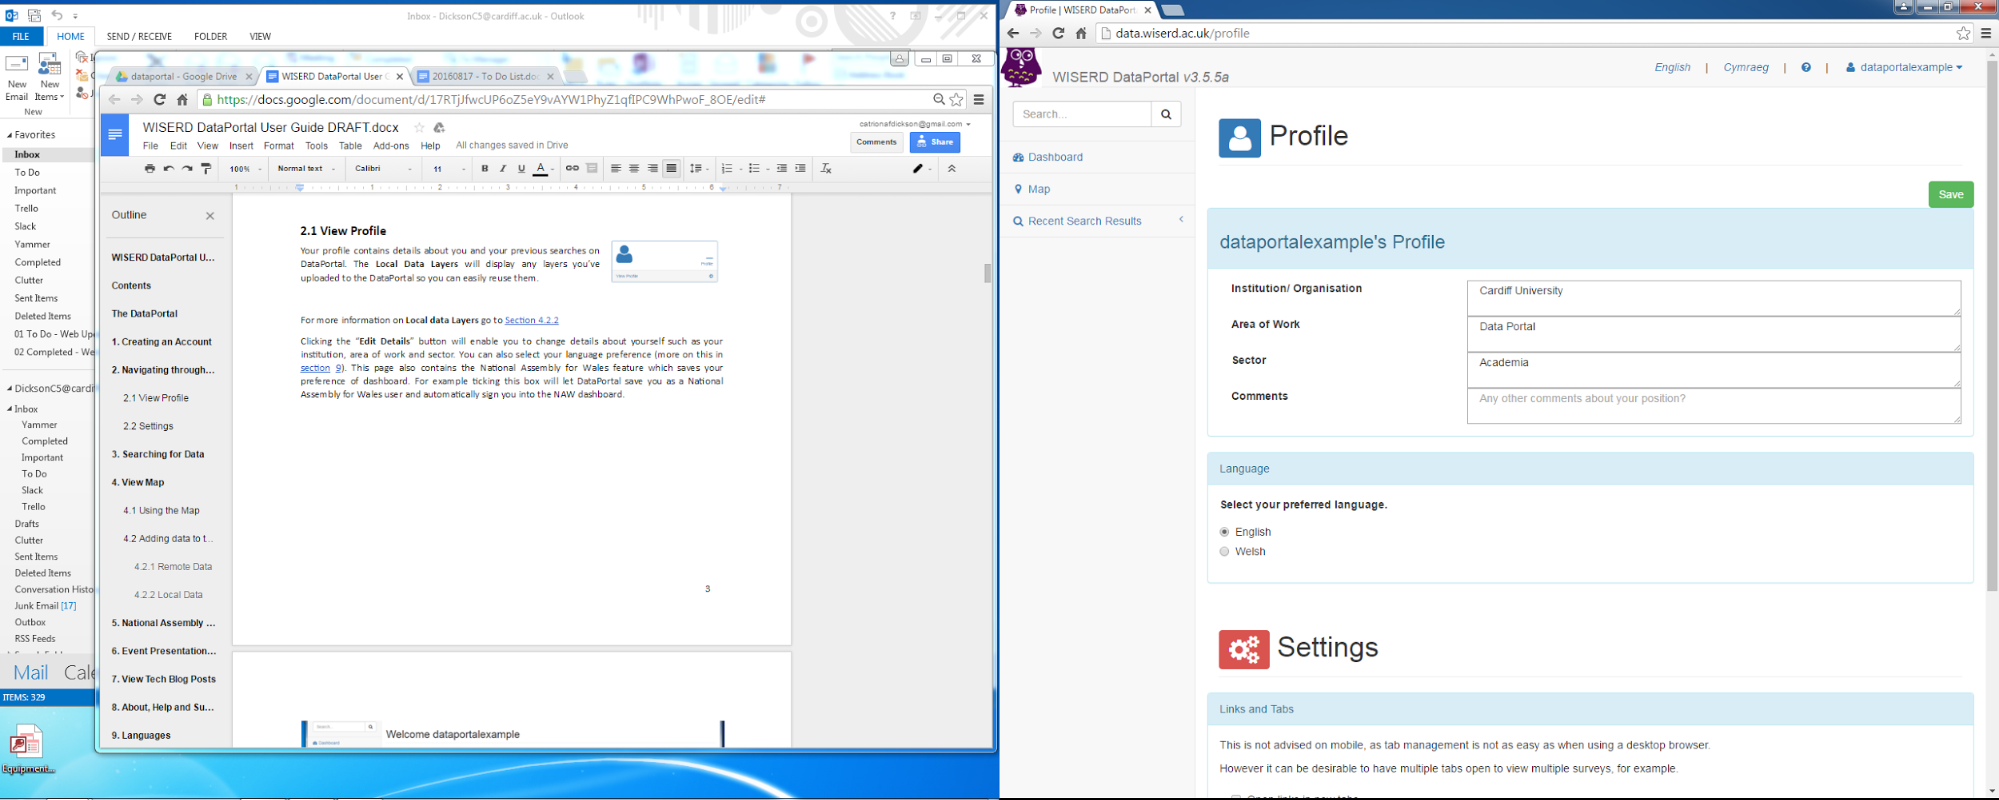 Inbox - DicksonC5@cardiff.ac.uk - Outlook
FILE
HOME
SEND / RECEIVE
FOLDER
VIEW
New
Email
New
Items
New
Favorites
Inbox
To Do
Important
Trello
Slack
Yammer
Completed
Clutter
Sent Items
Deleted Items
01 To Do - Web Up
02 Completed - We
DicksonC5@cardif
Inbox
Yammer
Completed
Important
To Do
Slack
Trello
Drafts
Clutter
Sent Items
Deleted Items
Conversation Histo
Junk Email [17]
Outbox
RSS Feeds
Mail Cale
ITEMS: 329
Equipment...
dataportal - Google Drive
WISERD DataPortal User G
20160817 - To Do List.doc
https://docs.google.com/document/d/17RTjJfwcUP6oZ5eY9vAYW1PhyZ1qfIPC9WhPwoF_8OE/edit#
WISERD DataPortal User Guide DRAFT.docx
catrionafdickson@gmail.com
File Edit View Insert Format Tools Table Add-ons Help All changes saved in Drive
Comments
Share
100% Normal text Calibri 11 B I U A
Outline
WISERD DataPortal U...
Contents
The DataPortal
1. Creating an Account
2. Navigating through...
2.1 View Profile
2.2 Settings
3. Searching for Data
4. View Map
4.1 Using the Map
4.2 Adding data to t...
4.2.1 Remote Data
4.2.2 Local Data
5. National Assembly ...
6. Event Presentation...
7. View Tech Blog Posts
8. About, Help and Su...
9. Languages
2.1 View Profile
Your profile contains details about you and your previous searches on
DataPortal. The Local Data Layers will display any layers you've
uploaded to the DataPortal so you can easily reuse them.
Profile
View Profile
For more information on Local data Layers go to Section 4.2.2
Clicking the "Edit Details" button will enable you to change details about yourself such as your
institution, area of work and sector. You can also select your language preference (more on this in
section 9). This page also contains the National Assembly for Wales feature which saves your
preference of dashboard. For example ticking this box will let DataPortal save you as a National
Assembly for Wales user and automatically sign you into the NAW dashboard.
3
Search...
Dashboard
Welcome dataportalexample
Profile | WISERD DataPort
data.wiserd.ac.uk/profile
WISERD DataPortal v3.5.5a
English | Cymraeg | ? | dataportalexample
Search...
Dashboard
Map
Recent Search Results
Profile
Save
dataportalexample's Profile
Institution/ Organisation
Cardiff University
Area of Work
Data Portal
Sector
Academia
Comments
Any other comments about your position?
Language
Select your preferred language.
English
Welsh
Settings
Links and Tabs
This is not advised on mobile, as tab management is not as easy as when using a desktop browser.
However it can be desirable to have multiple tabs open to view multiple surveys, for example.
Open links in new tabs